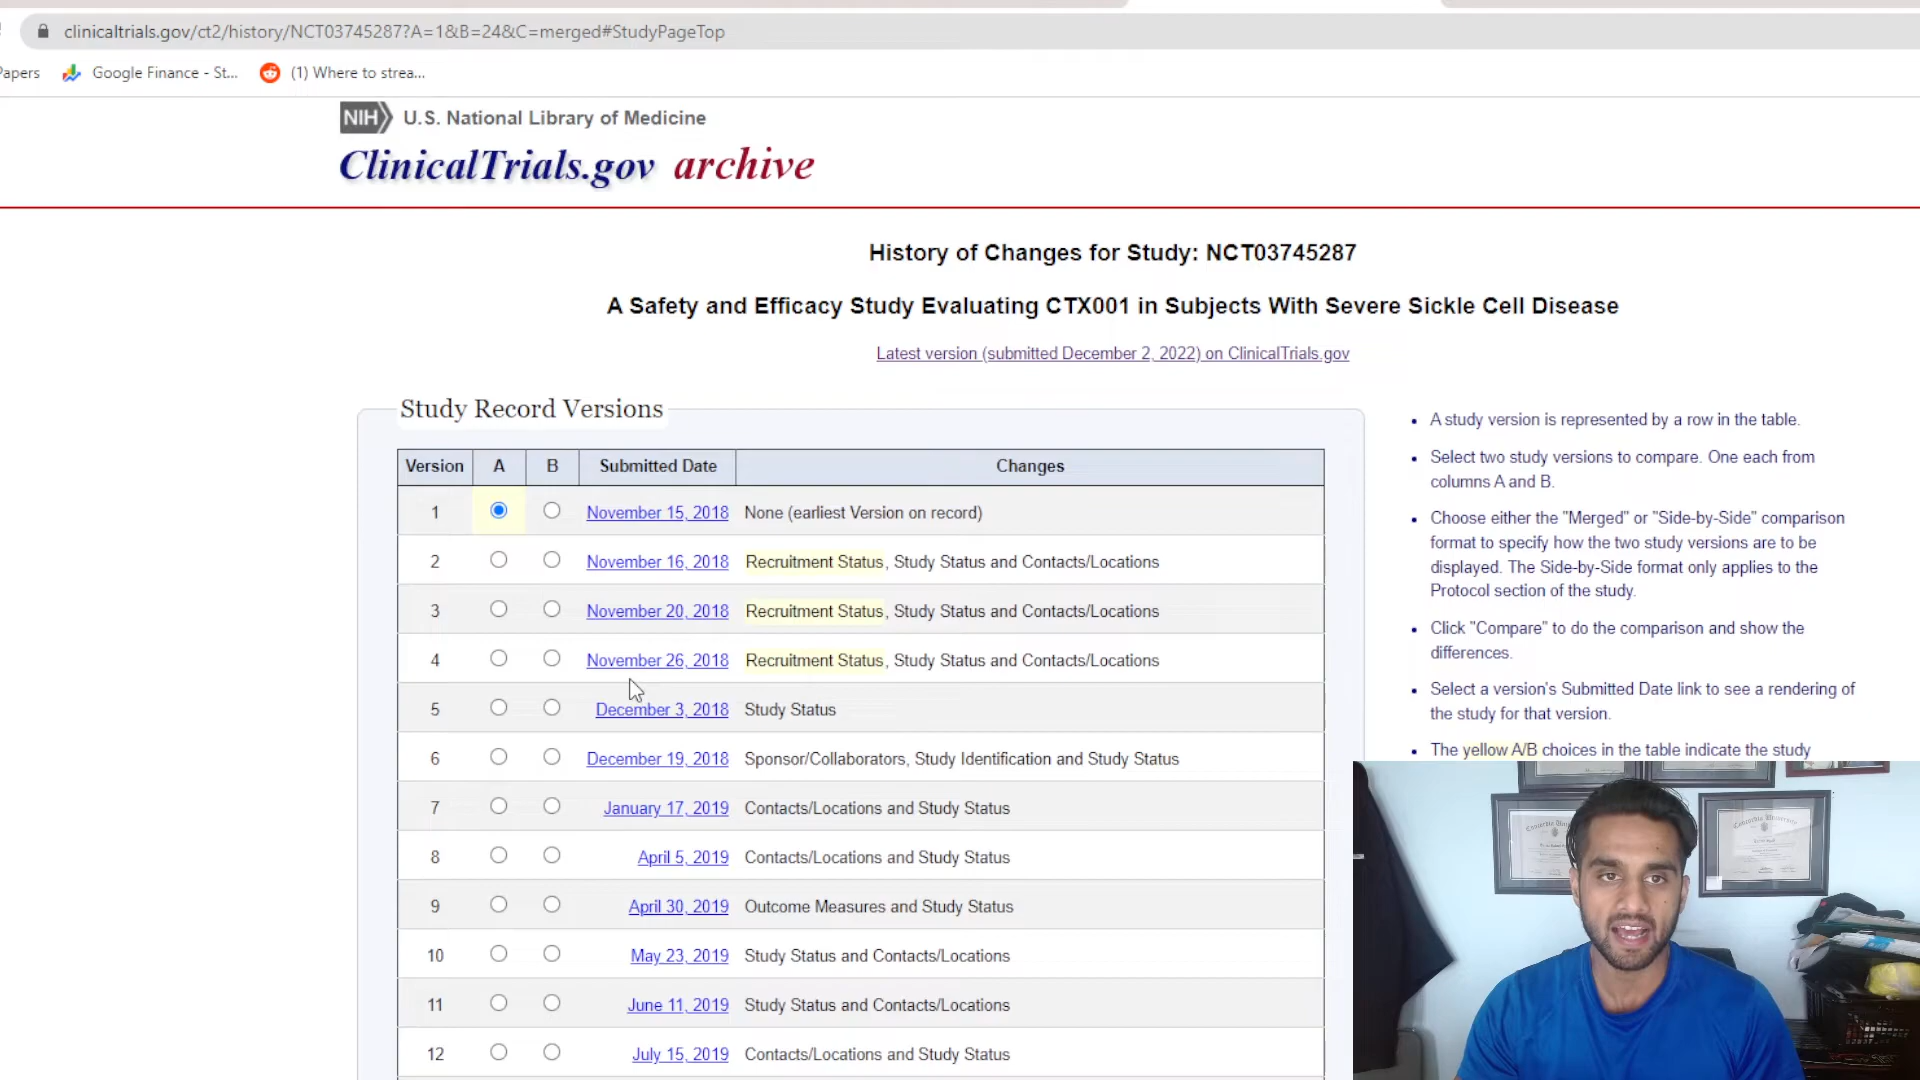 clinicaltrials.gov/ct2/history/NCT03745287?A=1&B=24&C=merged#StudyPageTop
Papers
Google Finance - St...
(1) Where to strea...
NIH U.S. National Library of Medicine
ClinicalTrials.gov archive
History of Changes for Study: NCT03745287
A Safety and Efficacy Study Evaluating CTX001 in Subjects With Severe Sickle Cell Disease
Latest version (submitted December 2, 2022) on ClinicalTrials.gov
Study Record Versions
Version A B Submitted Date Changes
1 November 15, 2018 None (earliest Version on record)
2 November 16, 2018 Recruitment Status, Study Status and Contacts/Locations
3 November 20, 2018 Recruitment Status, Study Status and Contacts/Locations
4 November 26, 2018 Recruitment Status, Study Status and Contacts/Locations
5 December 3, 2018 Study Status
6 December 19, 2018 Sponsor/Collaborators, Study Identification and Study Status
7 January 17, 2019 Contacts/Locations and Study Status
8 April 5, 2019 Contacts/Locations and Study Status
9 April 30, 2019 Outcome Measures and Study Status
10 May 23, 2019 Study Status and Contacts/Locations
11 June 11, 2019 Study Status and Contacts/Locations
12 July 15, 2019 Contacts/Locations and Study Status
• A study version is represented by a row in the table.
• Select two study versions to compare. One each from
columns A and B.
• Choose either the "Merged" or "Side-by-Side" comparison
format to specify how the two study versions are to be
displayed. The Side-by-Side format only applies to the
Protocol section of the study.
• Click "Compare" to do the comparison and show the
differences.
• Select a version's Submitted Date link to see a rendering of
the study for that version.
• The yellow A/B choices in the table indicate the study
Concordia University